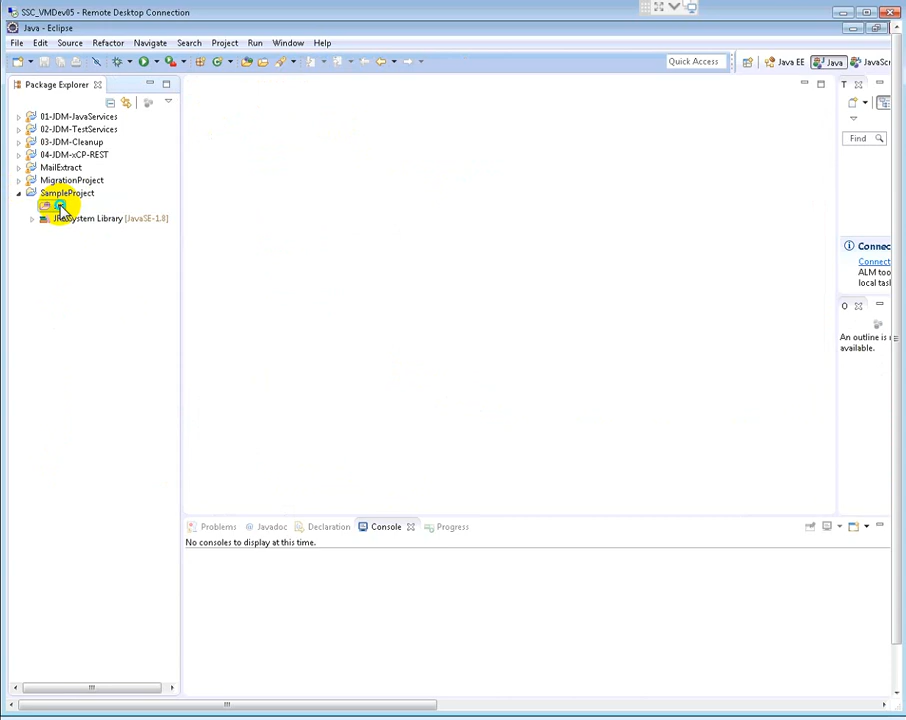 SSC_VMDev05 - Remote Desktop Connection
Java - Eclipse
File Edit Source Refactor Navigate Search Project Run Window Help
Quick Access
Java EE
Java
JavaScr
Package Explorer
T
01-JDM-JavaServices
02-JDM-TestServices
03-JDM-Cleanup
04-JDM-xCP-REST
MailExtract
MigrationProject
SampleProject
System Library [JavaSE-1.8]
Find
Connec
Connect
ALM too
local tas
O
An outline is n
available.
Problems
@ Javadoc
Declaration
Console
Progress
No consoles to display at this time.